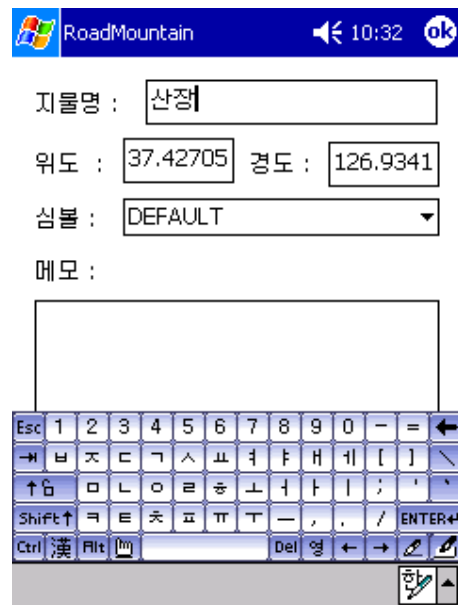 RoadMountain 10:32 ok
지물명 : 산장
위도 : 37.42705 경도 : 126.9341
심볼 : DEFAULT
메모 :
Esc 1 2 3 4 5 6 7 8 9 0 - = ←
ㅂ ㅈ ㄷ ㄱ ㅅ ㅛ ㅕ ㅑ ㅐ ㅔ [ ] \
ㅁ ㄴ ㅇ ㄹ ㅎ ㅗ ㅓ ㅏ ㅣ ; ' `
Shift↑ ㅋ ㅌ ㅊ ㅍ ㅠ ㅜ ㅡ , . / ENTER↵
Ctrl 漢 Alt Del 영 ← →
한